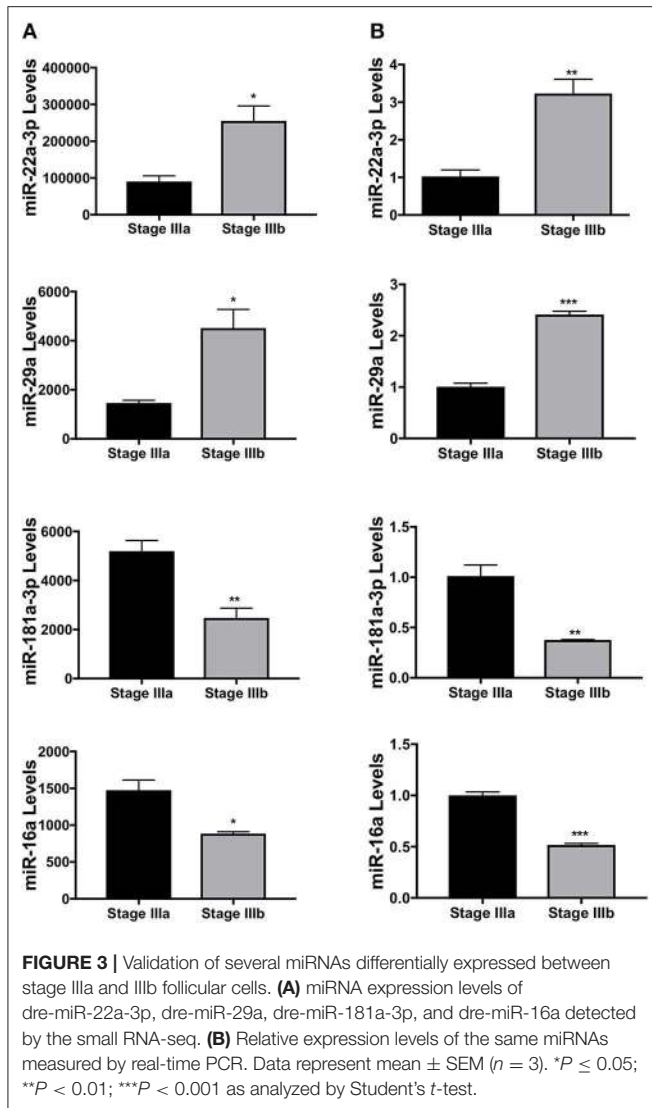 A
B
miR-22a-3p Levels
400000
300000
200000
100000
0
*
Stage IIIa Stage IIIb
miR-22a-3p Levels
4
3
2
1
0
**
Stage IIIa Stage IIIb
miR-29a Levels
6000
4000
2000
0
*
Stage IIIa Stage IIIb
miR-29a Levels
3
2
1
0
***
Stage IIIa Stage IIIb
miR-181a-3p Levels
6000
4000
2000
0
**
Stage IIIa Stage IIIb
miR-181a-3p Levels
1.5
1.0
0.5
0.0
**
Stage IIIa Stage IIIb
miR-16a Levels
2000
1500
1000
500
0
*
Stage IIIa Stage IIIb
miR-16a Levels
1.5
1.0
0.5
0.0
***
Stage IIIa Stage IIIb
FIGURE 3 | Validation of several miRNAs differentially expressed between
stage IIIa and IIIb follicular cells. (A) miRNA expression levels of
dre-miR-22a-3p, dre-miR-29a, dre-miR-181a-3p, and dre-miR-16a detected
by the small RNA-seq. (B) Relative expression levels of the same miRNAs
measured by real-time PCR. Data represent mean ± SEM (n = 3). *P ≤ 0.05;
**P < 0.01; ***P < 0.001 as analyzed by Student's t-test.